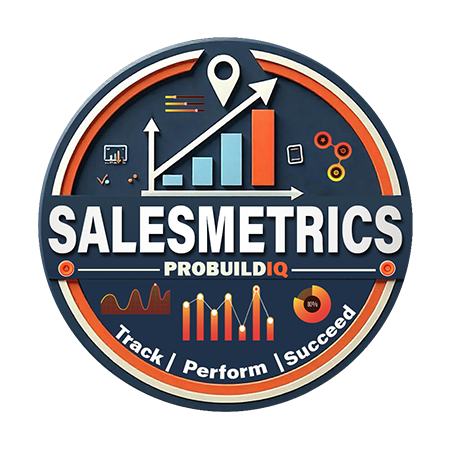 SALESMETRICS
PROBUILDIQ
Track | Perform | Succeed